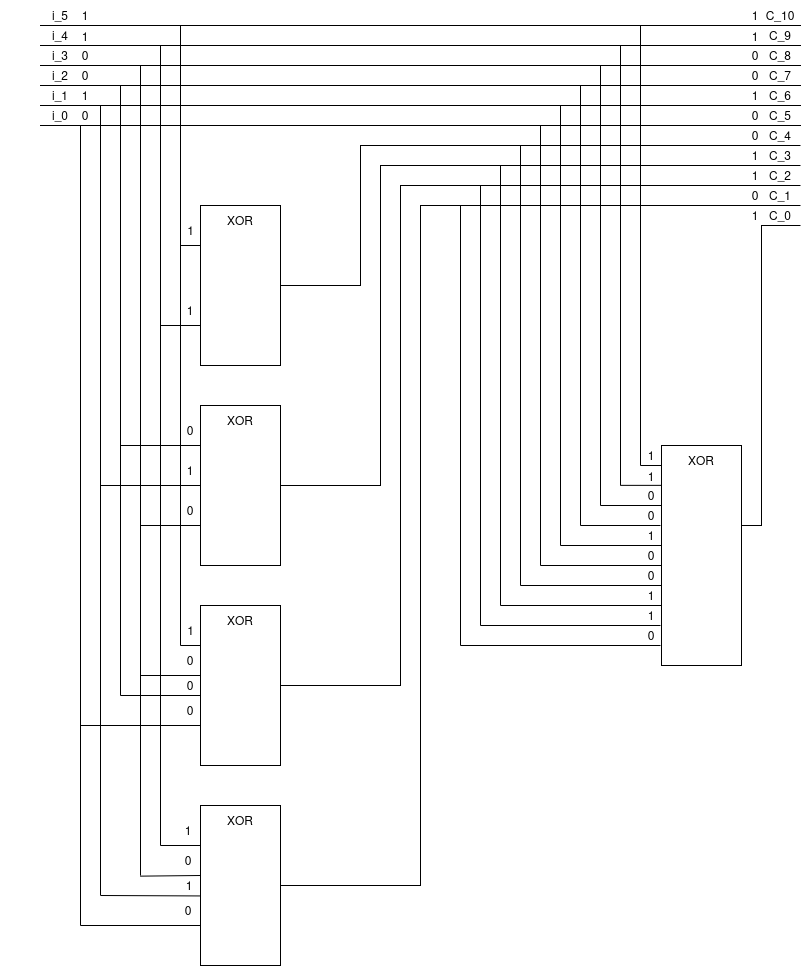 i_5 1 1 C_10
i_4 1 1 C_9
i_3 0 0 C_8
i_2 0 0 C_7
i_1 1 1 C_6
i_0 0 0 C_5
0 C_4
1 C_3
1 C_2
0 C_1
1 C_0
XOR
1
1
XOR
0
1
0
XOR
1
0
0
0
XOR
1
0
1
0
XOR
1
1
0
0
1
0
0
1
1
0